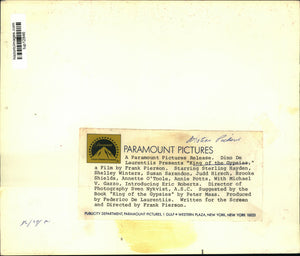 PARAMOUNT PICTURES
A Paramount Pictures Release. Dino De
Laurentiis Presents "King of the Gypsies,"
a Film by Frank Pierson. Starring Sterling Hayden,
Shelley Winters, Susan Sarandon, Judd Hirsch, Brooke
Shields, Annette O'Toole, Annie Potts, With Michael
V. Gazzo, Introducing Eric Roberts. Director of
Photography Sven Nykvist, A.S.C. Suggested by the
Book "King of the Gypsies" by Peter Maas. Produced
by Federico De Laurentiis. Written for the Screen
and Directed by Frank Pierson.
PUBLICITY DEPARTMENT, PARAMOUNT PICTURES, 1 GULF + WESTERN PLAZA, NEW YORK, NEW YORK 10023